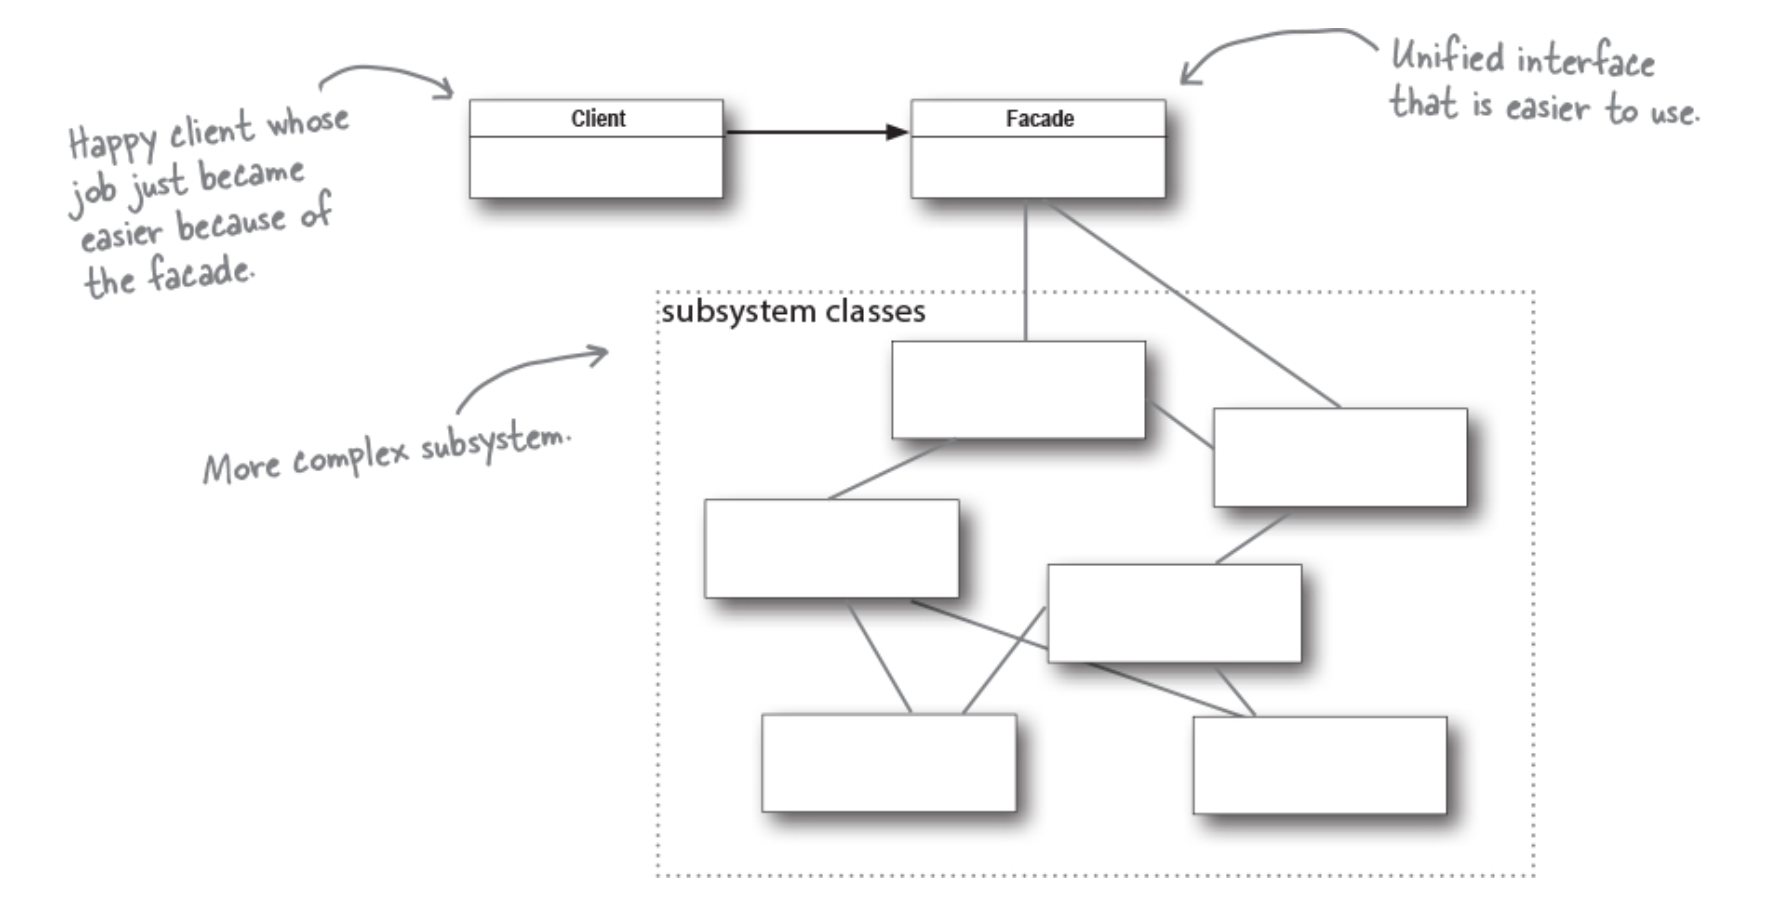 Happy client whose
job just became
easier because of
the facade.
Client
Facade
Unified interface
that is easier to use.
subsystem classes
More complex subsystem.